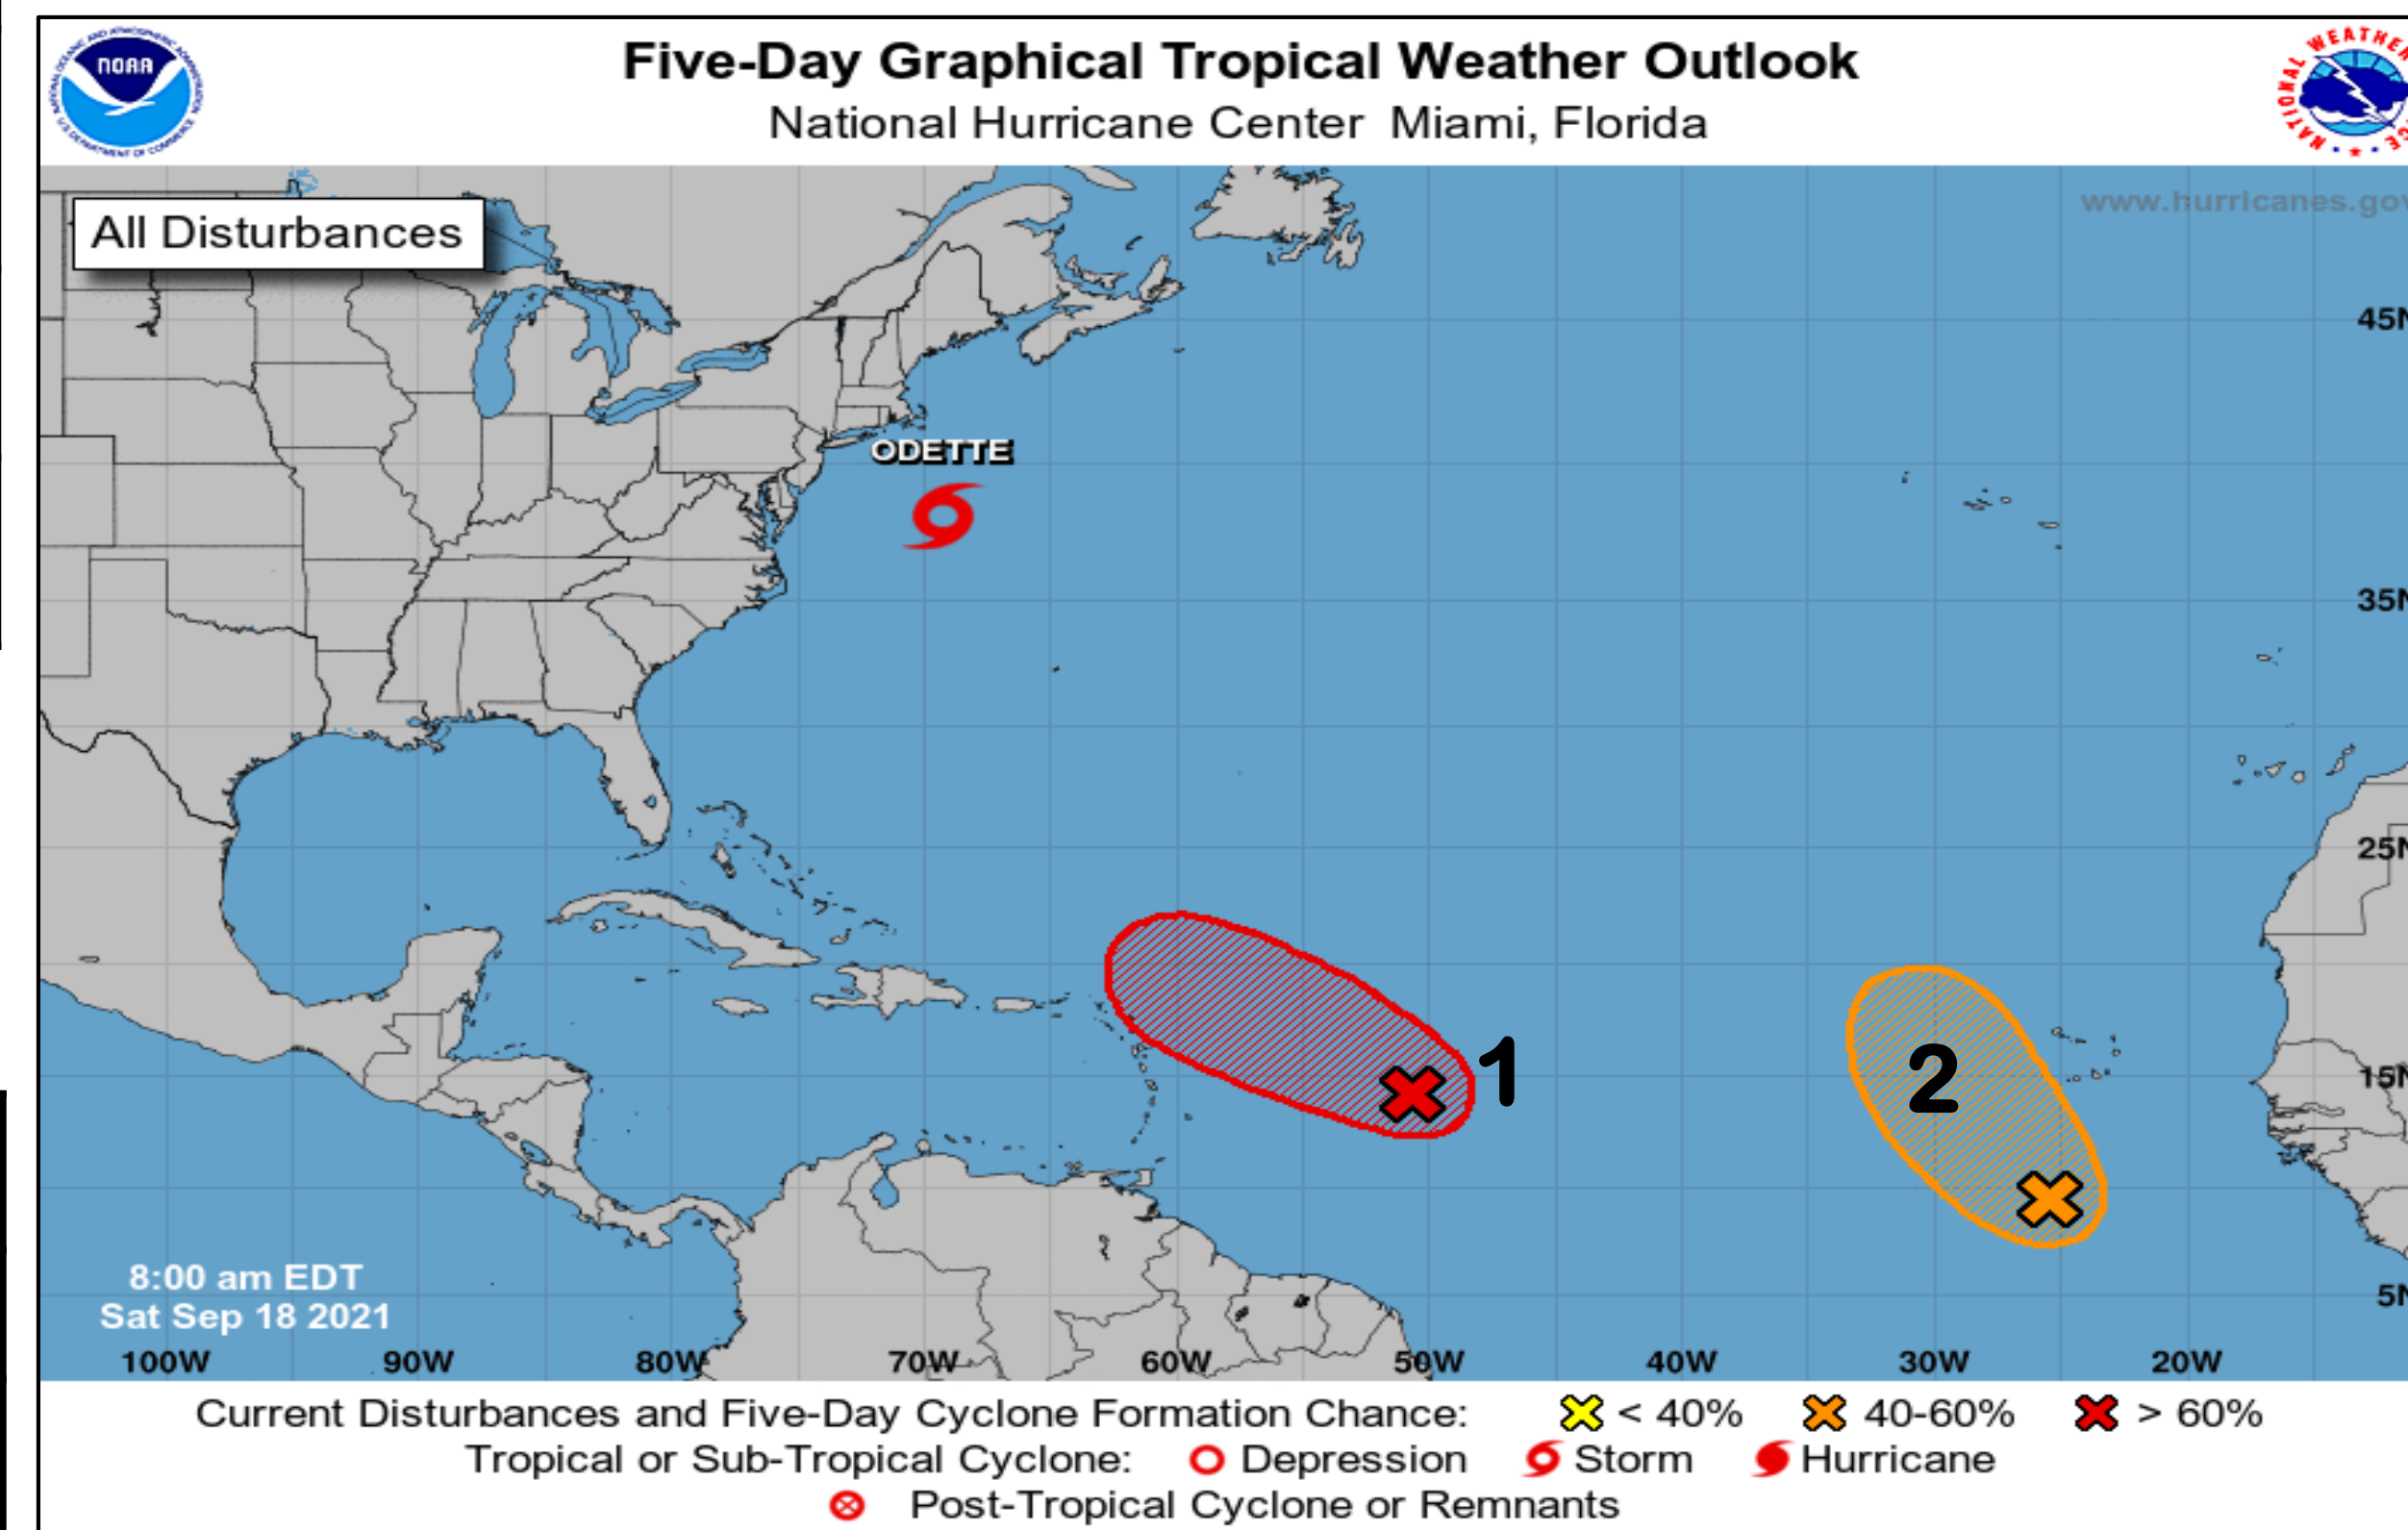 NOAA
Five-Day Graphical Tropical Weather Outlook
National Hurricane Center Miami, Florida
NATIONAL WEATHER
All Disturbances
www.hurricanes.gov
45N
ODETTE
35N
25N
1
2
15N
8:00 am EDT
Sat Sep 18 2021
5N
100W 90W 80W 70W 60W 50W 40W 30W 20W
Current Disturbances and Five-Day Cyclone Formation Chance: < 40% 40-60% > 60%
Tropical or Sub-Tropical Cyclone: Depression Storm Hurricane
Post-Tropical Cyclone or Remnants